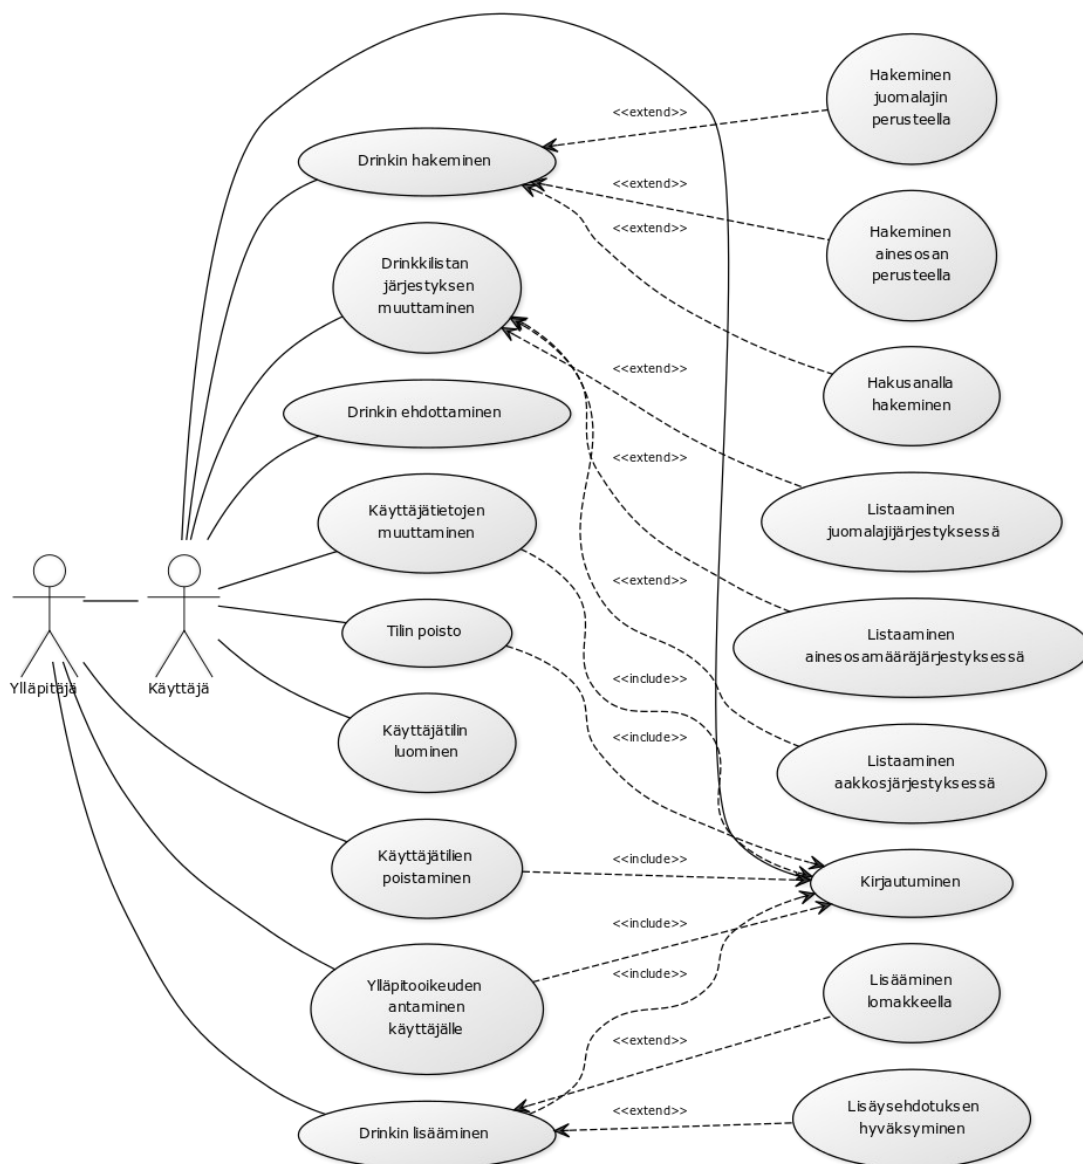 Hakeminen
juomalajin
perusteella
<<extend>>
Drinkin hakeminen
<<extend>>
Hakeminen
ainesosan
perusteella
<<extend>>
Drinkkilistan
järjestyksen
muuttaminen
Hakusanalla
hakeminen
<<extend>>
Drinkin ehdottaminen
<<extend>>
Käyttäjätietojen
muuttaminen
Listaaminen
juomalajijärjestyksessä
<<extend>>
Tilin poisto
Listaaminen
ainesosamääräjärjestyksessä
Ylläpitäjä
Käyttäjä
<<include>>
Käyttäjätilin
luominen
<<include>>
Listaaminen
aakkosjärjestyksessä
Käyttäjätilien
poistaminen
<<include>>
Kirjautuminen
<<include>>
Ylläpitooikeuden
antaminen
käyttäjälle
<<include>>
Lisääminen
lomakkeella
<<extend>>
Drinkin lisääminen
<<extend>>
Lisäysehdotuksen
hyväksyminen